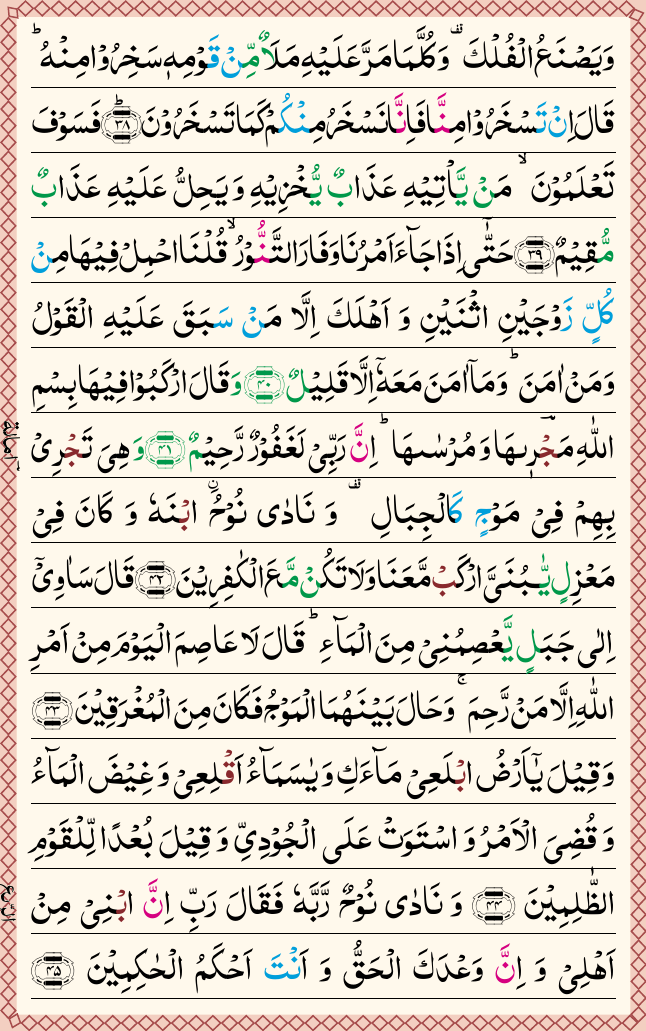 وَيَصۡنَعُ الۡفُلۡكَ ࣞ وَكُلَّمَا مَرَّ عَلَيۡهِ مَلَاٌ مِّنۡ قَوۡمِهٖ سَخِرُوۡا مِنۡهُ ؕ
قَالَ اِنۡ تَسۡخَرُوۡا مِنَّا فَاِنَّا نَسۡخَرُ مِنۡكُمۡ كَمَا تَسۡخَرُوۡنَ ؕ ﴿۳۸﴾ فَسَوۡفَ
تَعۡلَمُوۡنَ ۙ مَنۡ يَّاۡتِيۡهِ عَذَابٌ يُّخۡزِيۡهِ وَ يَحِلُّ عَلَيۡهِ عَذَابٌ
مُّقِيۡمٌ ﴿۳۹﴾ حَتّٰٓى اِذَا جَآءَ اَمۡرُنَا وَفَارَ التَّنُّوۡرُ ۙ قُلۡنَا احۡمِلۡ فِيۡهَا مِنۡ
كُلٍّ زَوۡجَيۡنِ اثۡنَيۡنِ وَ اَهۡلَكَ اِلَّا مَنۡ سَبَقَ عَلَيۡهِ الۡقَوۡلُ
وَمَنۡ اٰمَنَ ؕ وَمَاۤ اٰمَنَ مَعَهٗۤ اِلَّا قَلِيۡلٌ ﴿۴۰﴾ وَقَالَ ارۡكَبُوۡا فِيۡهَا بِسۡمِ
اللّٰهِ مَجۡرٖٮهَا وَ مُرۡسٰٮهَا ؕ اِنَّ رَبِّىۡ لَغَفُوۡرٌ رَّحِيۡمٌ ﴿۴۱﴾ وَهِىَ تَجۡرِىۡ
بِهِمۡ فِىۡ مَوۡجٍ كَالۡجِبَالِ ࣞ وَ نَادٰى نُوۡحُ ۨابۡنَهٗ وَ كَانَ فِىۡ
مَعۡزِلٍ يّٰبُنَىَّ ارۡكَبۡ مَّعَنَا وَلَا تَكُنۡ مَّعَ الۡكٰفِرِيۡنَ ﴿۴۲﴾ قَالَ سَاٰوِىۡۤ
اِلٰى جَبَلٍ يَّعۡصِمُنِىۡ مِنَ الۡمَآءِ ؕ قَالَ لَا عَاصِمَ الۡيَوۡمَ مِنۡ اَمۡرِ
اللّٰهِ اِلَّا مَنۡ رَّحِمَ ۚ وَحَالَ بَيۡنَهُمَا الۡمَوۡجُ فَكَانَ مِنَ الۡمُغۡرَقِيۡنَ ﴿۴۳﴾
وَقِيۡلَ يٰۤاَرۡضُ ابۡلَعِىۡ مَآءَكِ وَ يٰسَمَآءُ اَقۡلِعِىۡ وَ غِيۡضَ الۡمَآءُ
وَ قُضِىَ الۡاَمۡرُ وَ اسۡتَوَتۡ عَلَى الۡجُوۡدِىِّ وَ قِيۡلَ بُعۡدًا لِّلۡقَوۡمِ
الظّٰلِمِيۡنَ ﴿۴۴﴾ وَ نَادٰى نُوۡحٌ رَّبَّهٗ فَقَالَ رَبِّ اِنَّ ابۡنِىۡ مِنۡ
اَهۡلِىۡ وَ اِنَّ وَعۡدَكَ الۡحَقُّ وَ اَنۡتَ اَحۡكَمُ الۡحٰكِمِيۡنَ ﴿۴۵﴾